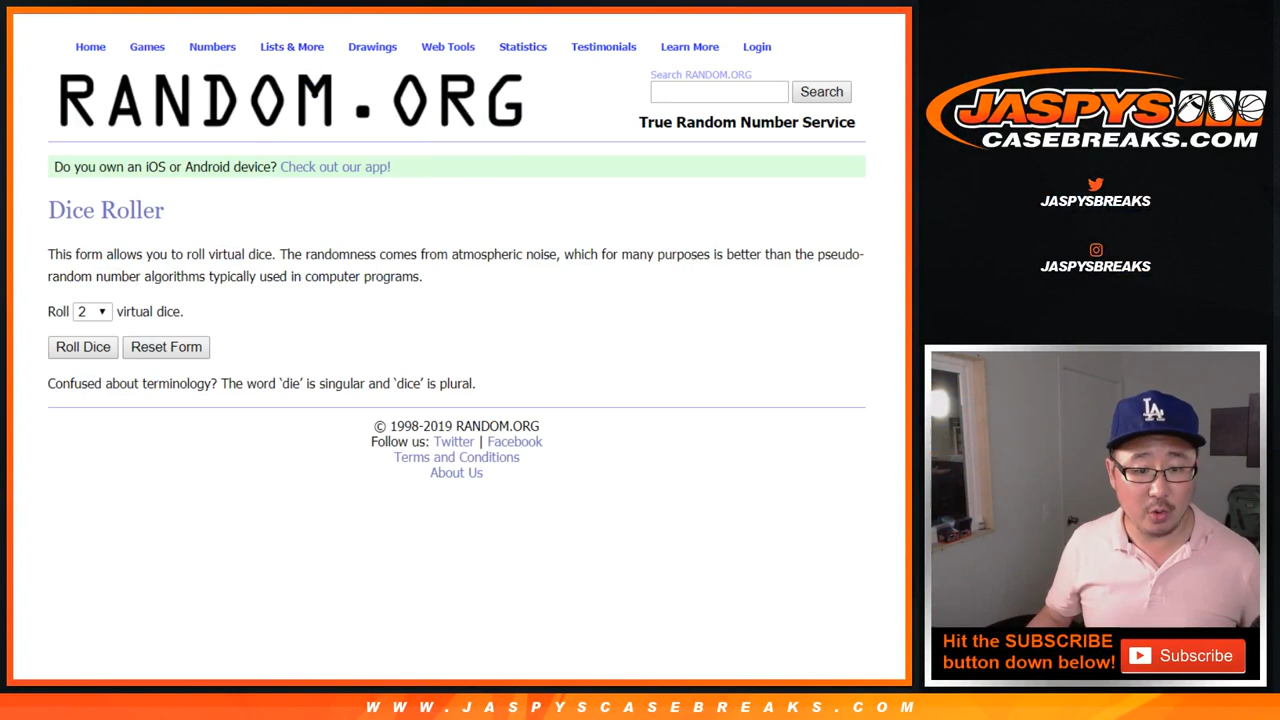 Home Games Numbers Lists & More Drawings Web Tools Statistics Testimonials Learn More Login
RANDOM.ORG
Search RANDOM.ORG
Search
True Random Number Service
Do you own an iOS or Android device? Check out our app!
Dice Roller
This form allows you to roll virtual dice. The randomness comes from atmospheric noise, which for many purposes is better than the pseudo-
random number algorithms typically used in computer programs.
Roll 2 virtual dice.
Roll Dice Reset Form
Confused about terminology? The word ‘die’ is singular and ‘dice’ is plural.
© 1998-2019 RANDOM.ORG
Follow us: Twitter | Facebook
Terms and Conditions
About Us
JASPYS
CASEBREAKS.COM
JASPYSBREAKS
JASPYSBREAKS
LA
Hit the SUBSCRIBE
button down below!
Subscribe
WWW.JASPYSCASEBREAKS.COM